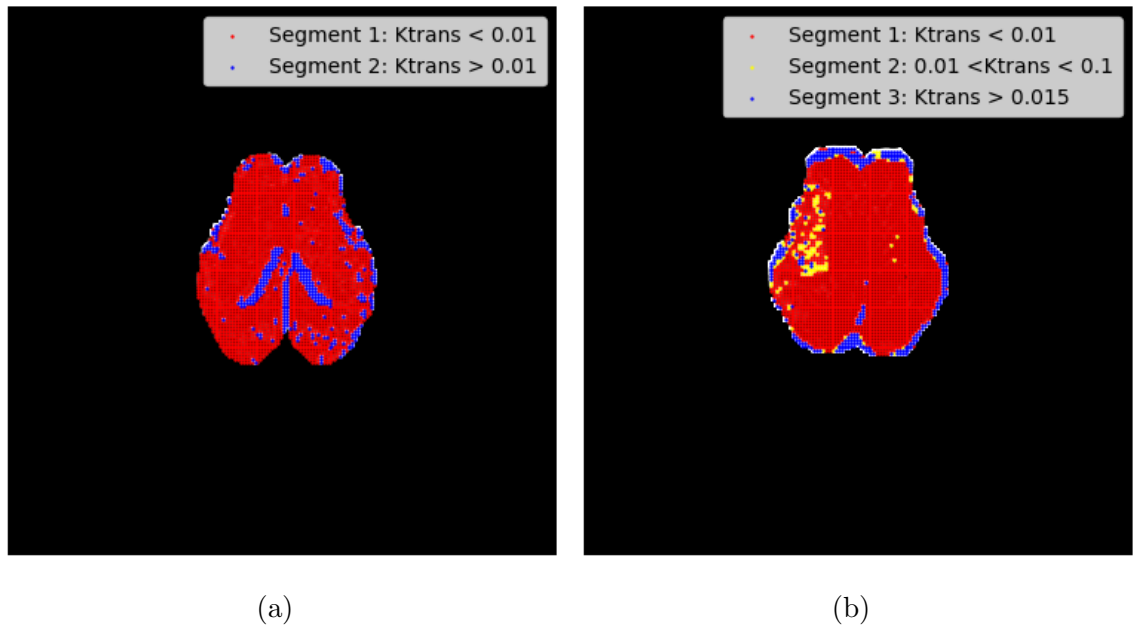 Segment 1: Ktrans < 0.01
Segment 2: Ktrans > 0.01
Segment 1: Ktrans < 0.01
Segment 2: 0.01 <Ktrans < 0.1
Segment 3: Ktrans > 0.015
(a)
(b)